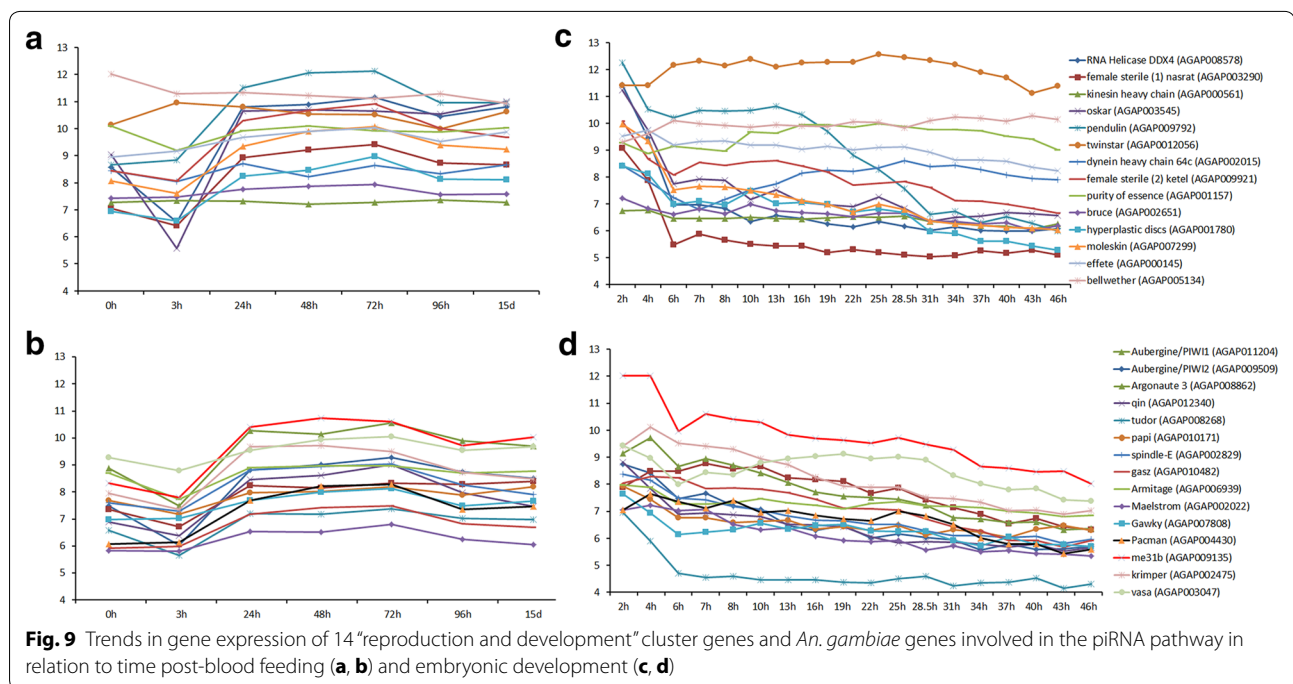 a
13
12
11
10
9
8
7
6
5
4
0h 3h 24h 48h 72h 96h 15d
c
13
12
11
10
9
8
7
6
5
4
2h 4h 6h 7h 8h 10h 13h 16h 19h 22h 25h 28.5h 31h 34h 37h 40h 43h 46h
RNA Helicase DDX4 (AGAP008578)
female sterile (1) nasrat (AGAP003290)
kinesin heavy chain (AGAP000561)
oskar (AGAP003545)
pendulin (AGAP009792)
twinstar (AGAP0012056)
dynein heavy chain 64c (AGAP002015)
female sterile (2) ketel (AGAP009921)
purity of essence (AGAP001157)
bruce (AGAP002651)
hyperplastic discs (AGAP001780)
moleskin (AGAP007299)
effete (AGAP000145)
bellwether (AGAP005134)
b
13
12
11
10
9
8
7
6
5
4
0h 3h 24h 48h 72h 96h 15d
d
13
12
11
10
9
8
7
6
5
4
2h 4h 6h 7h 8h 10h 13h 16h 19h 22h 25h 28.5h 31h 34h 37h 40h 43h 46h
Aubergine/PIWI1 (AGAP011204)
Aubergine/PIWI2 (AGAP009509)
Argonaute 3 (AGAP008862)
qin (AGAP012340)
tudor (AGAP008268)
papi (AGAP010171)
spindle-E (AGAP002829)
gasz (AGAP010482)
Armitage (AGAP006939)
Maelstrom (AGAP002022)
Gawky (AGAP007808)
Pacman (AGAP004430)
me31b (AGAP009135)
krimper (AGAP002475)
vasa (AGAP003047)
Fig. 9 Trends in gene expression of 14 “reproduction and development” cluster genes and An. gambiae genes involved in the piRNA pathway in
relation to time post-blood feeding (a, b) and embryonic development (c, d)